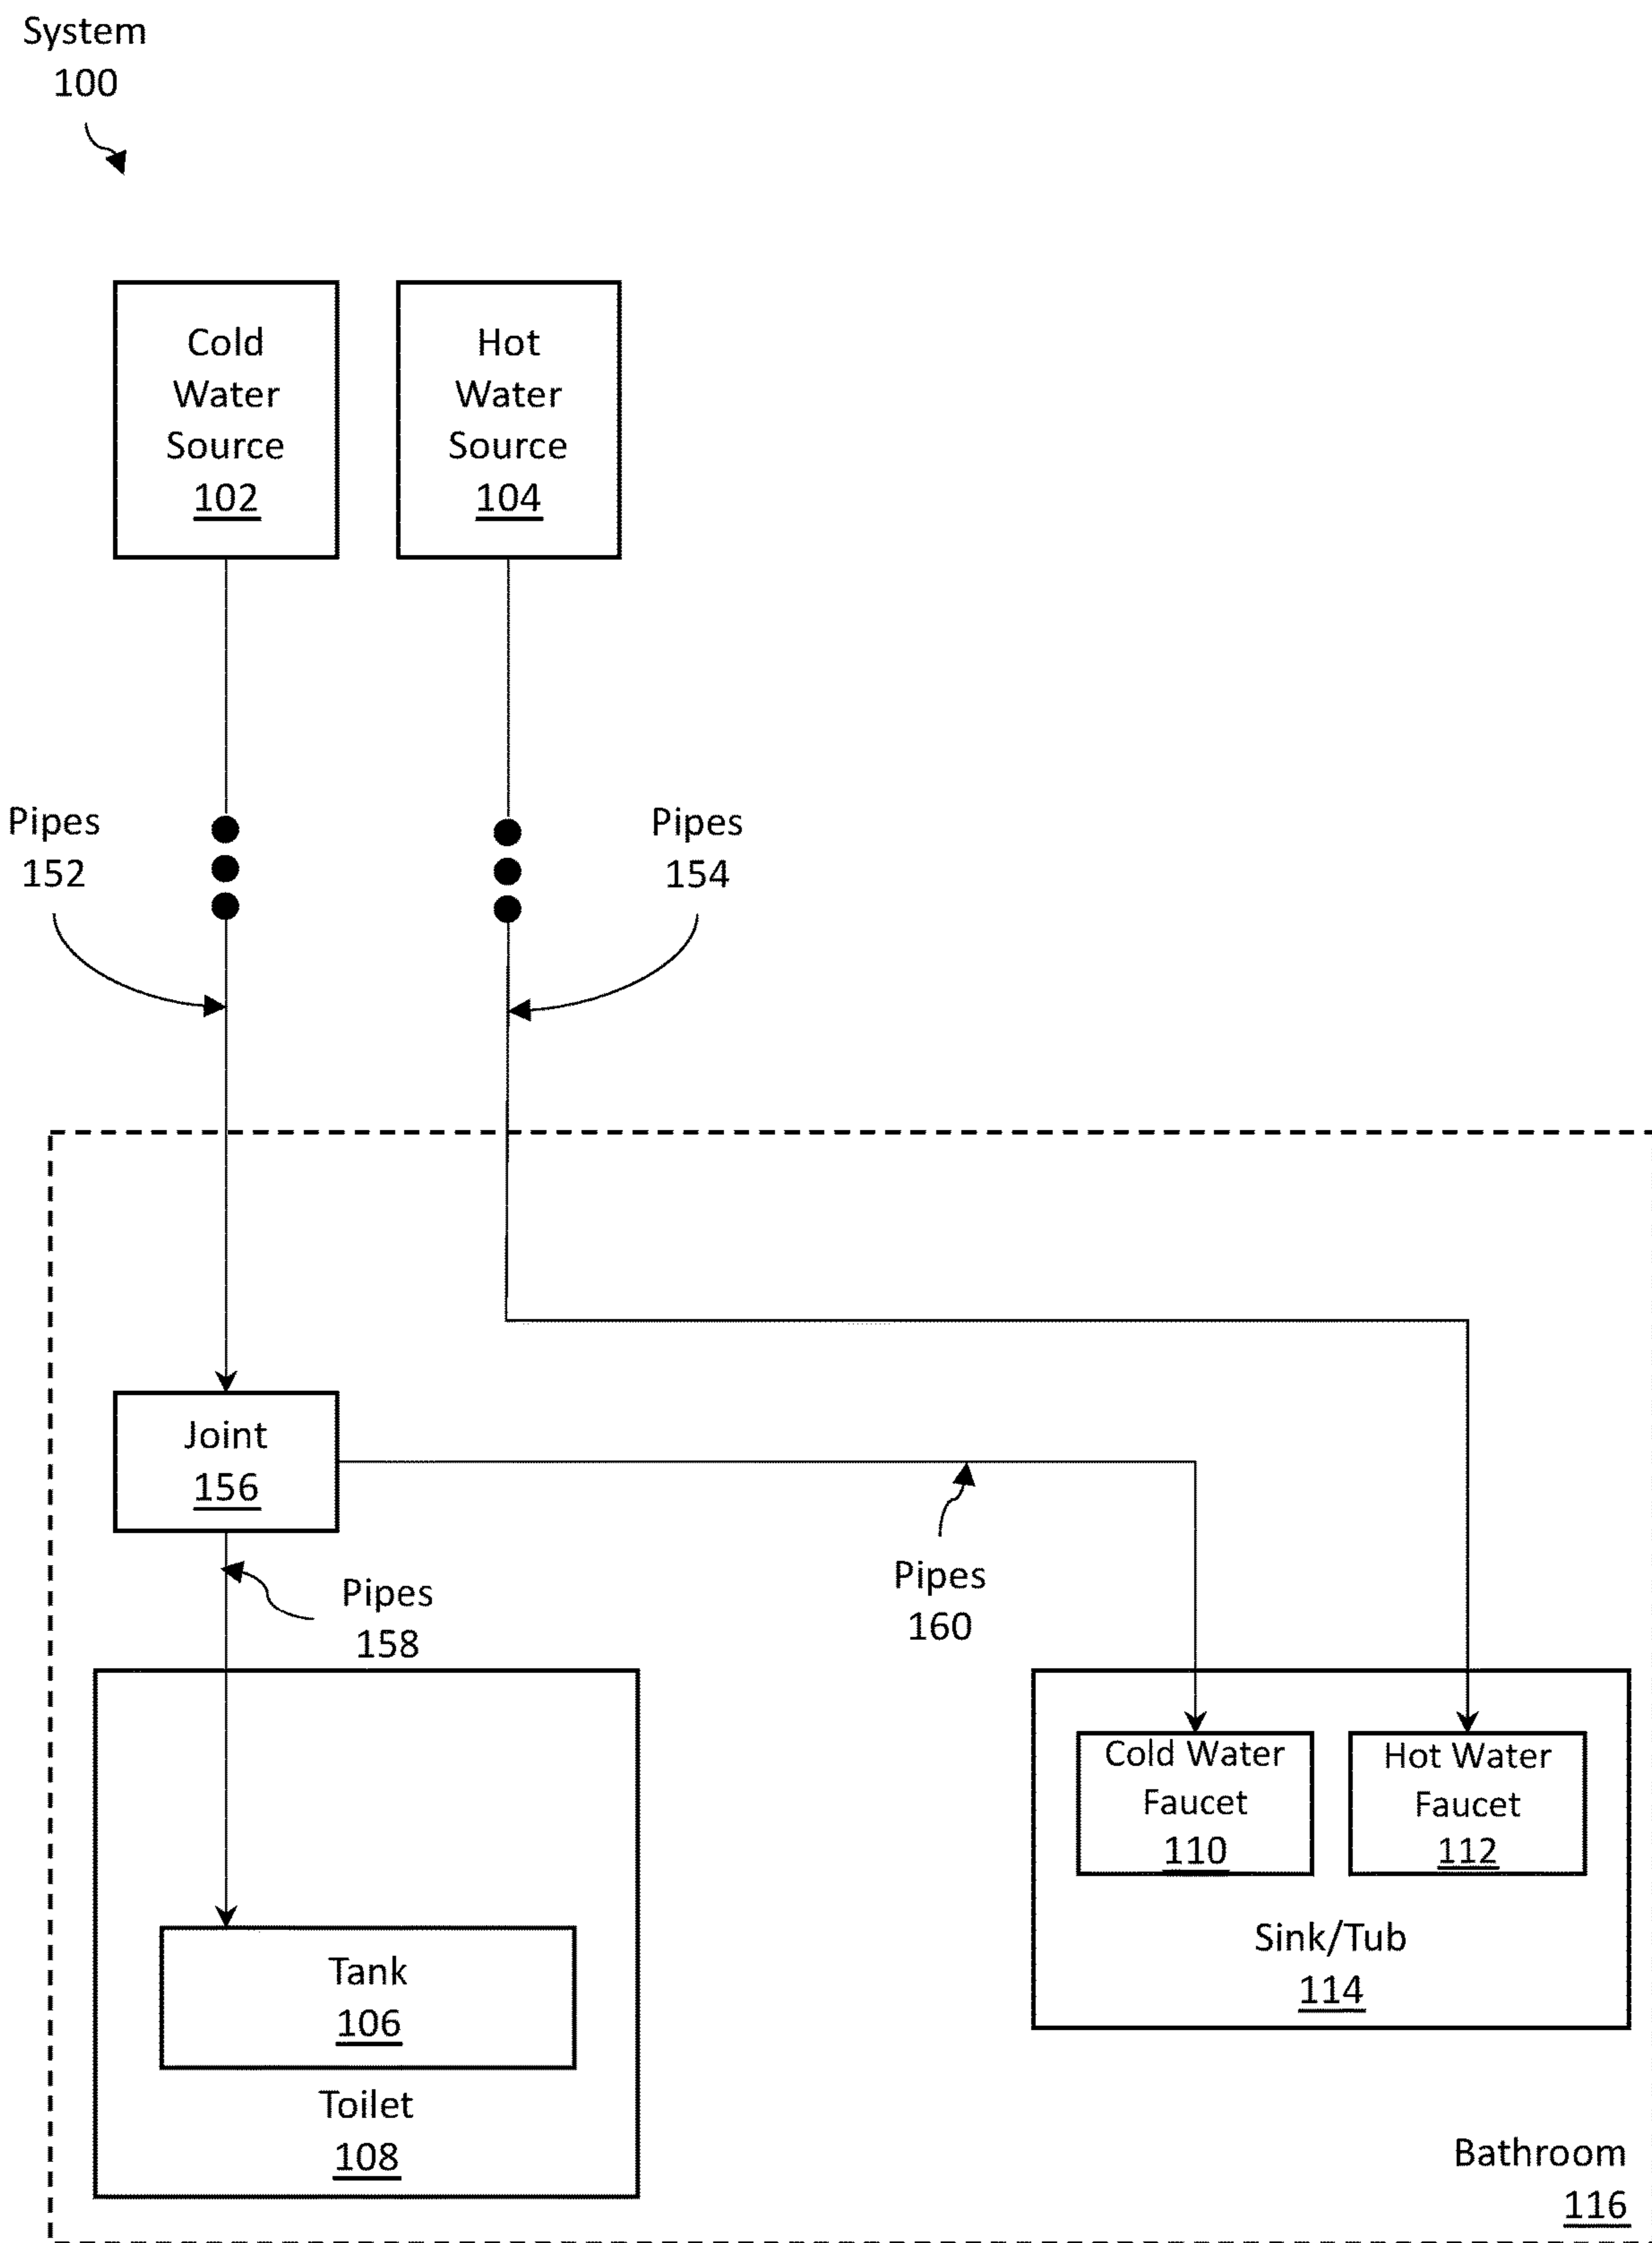 System
100
Cold
Water
Source
102
Hot
Water
Source
104
Pipes
152
Pipes
154
Joint
156
Pipes
158
Pipes
160
Cold Water
Faucet
110
Hot Water
Faucet
112
Sink/Tub
114
Tank
106
Toilet
108
Bathroom
116